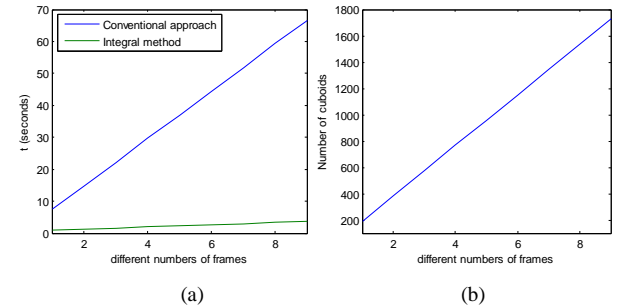 70
60
50
40
30
20
10
0
t (seconds)
Conventional approach
Integral method
2 4 6 8
different numbers of frames
(a)
1800
1600
1400
1200
1000
800
600
400
200
Number of cuboids
2 4 6 8
different numbers of frames
(b)